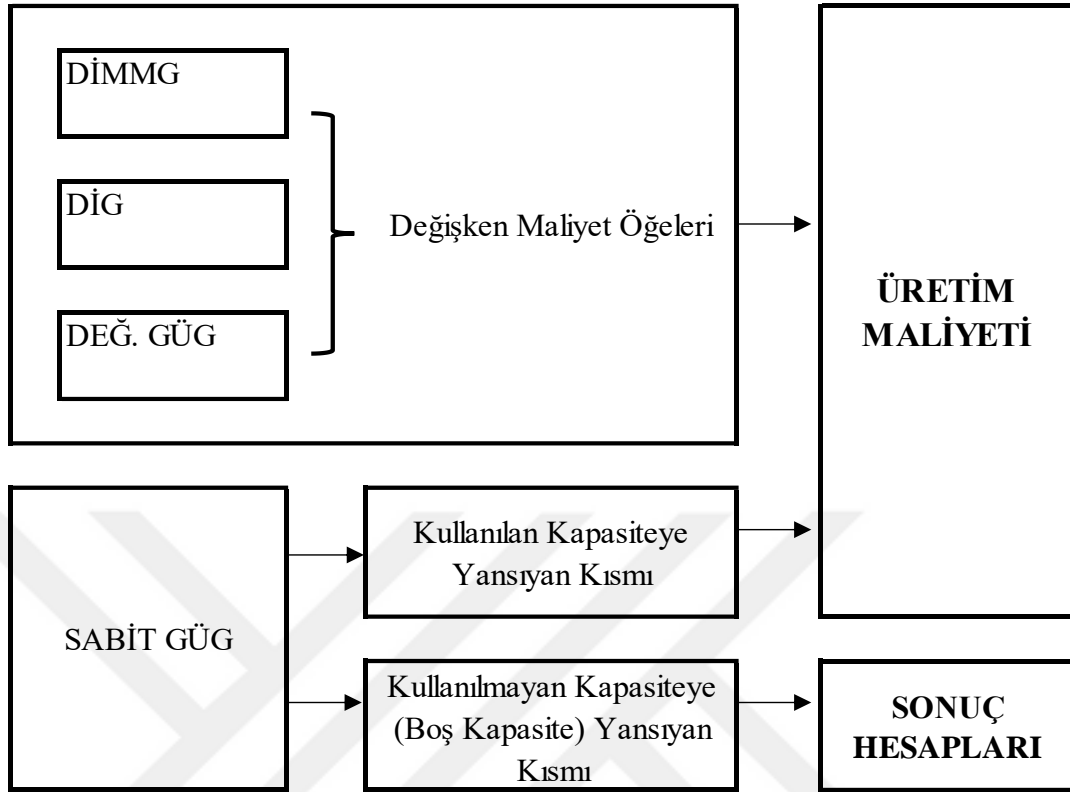 DİMMG
DİG
DEĞ. GÜG
Değişken Maliyet Öğeleri
ÜRETİM
MALİYETİ
SABİT GÜG
Kullanılan Kapasiteye
Yansıyan Kısmı
Kullanılmayan Kapasiteye
(Boş Kapasite) Yansıyan
Kısmı
SONUÇ
HESAPLARI